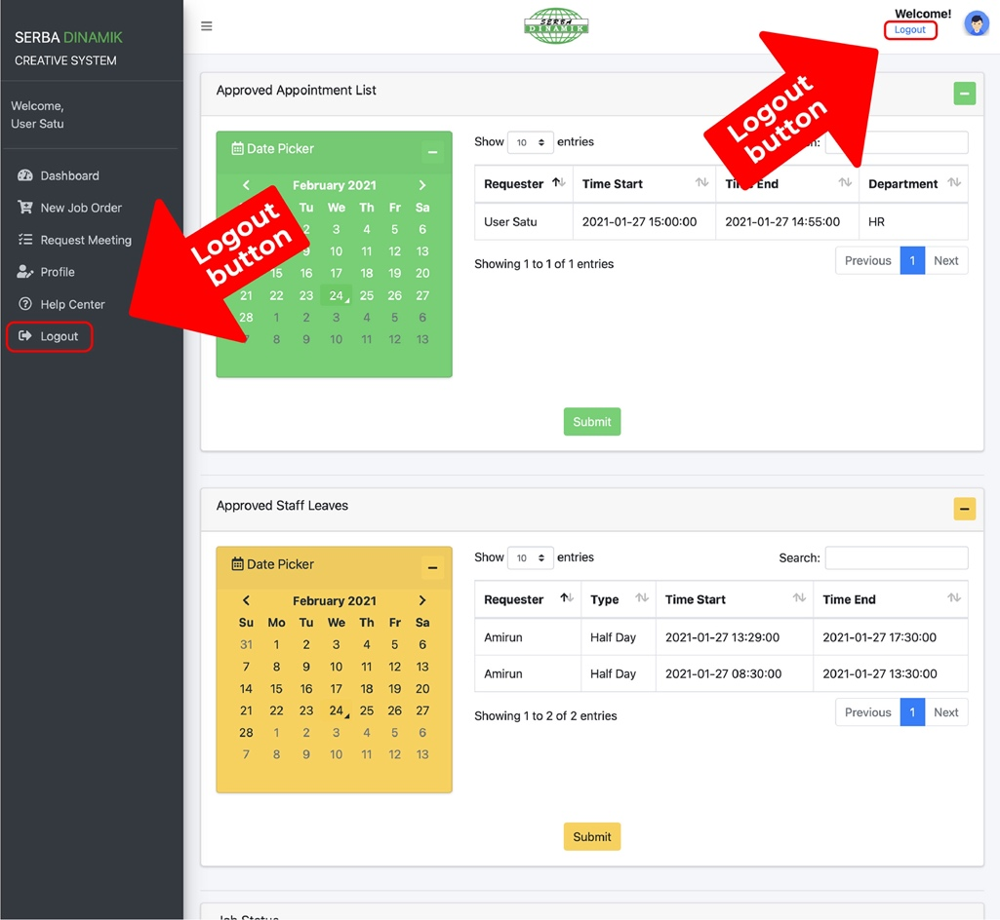 SERBA DINAMIK
CREATIVE SYSTEM
Welcome,
User Satu
Dashboard
New Job Order
Request Meeting
Profile
Help Center
Logout
SERBA
DINAMIK
Welcome!
Logout
Logout
button
Logout
button
Approved Appointment List
Date Picker
February 2021
Tu We Th Fr Sa
2 3 4 5 6
9 10 11 12 13
15 16 17 18 19 20
21 22 23 24 25 26 27
28 1 2 3 4 5 6
8 9 10 11 12 13
Show 10 entries
Requester Time Start Time End Department
User Satu 2021-01-27 15:00:00 2021-01-27 14:55:00 HR
Showing 1 to 1 of 1 entries
Previous 1 Next
Submit
Approved Staff Leaves
Date Picker
February 2021
Su Mo Tu We Th Fr Sa
31 1 2 3 4 5 6
7 8 9 10 11 12 13
14 15 16 17 18 19 20
21 22 23 24 25 26 27
28 1 2 3 4 5 6
7 8 9 10 11 12 13
Show 10 entries
Search:
Requester Type Time Start Time End
Amirun Half Day 2021-01-27 13:29:00 2021-01-27 17:30:00
Amirun Half Day 2021-01-27 08:30:00 2021-01-27 13:30:00
Showing 1 to 2 of 2 entries
Previous 1 Next
Submit
Job Status